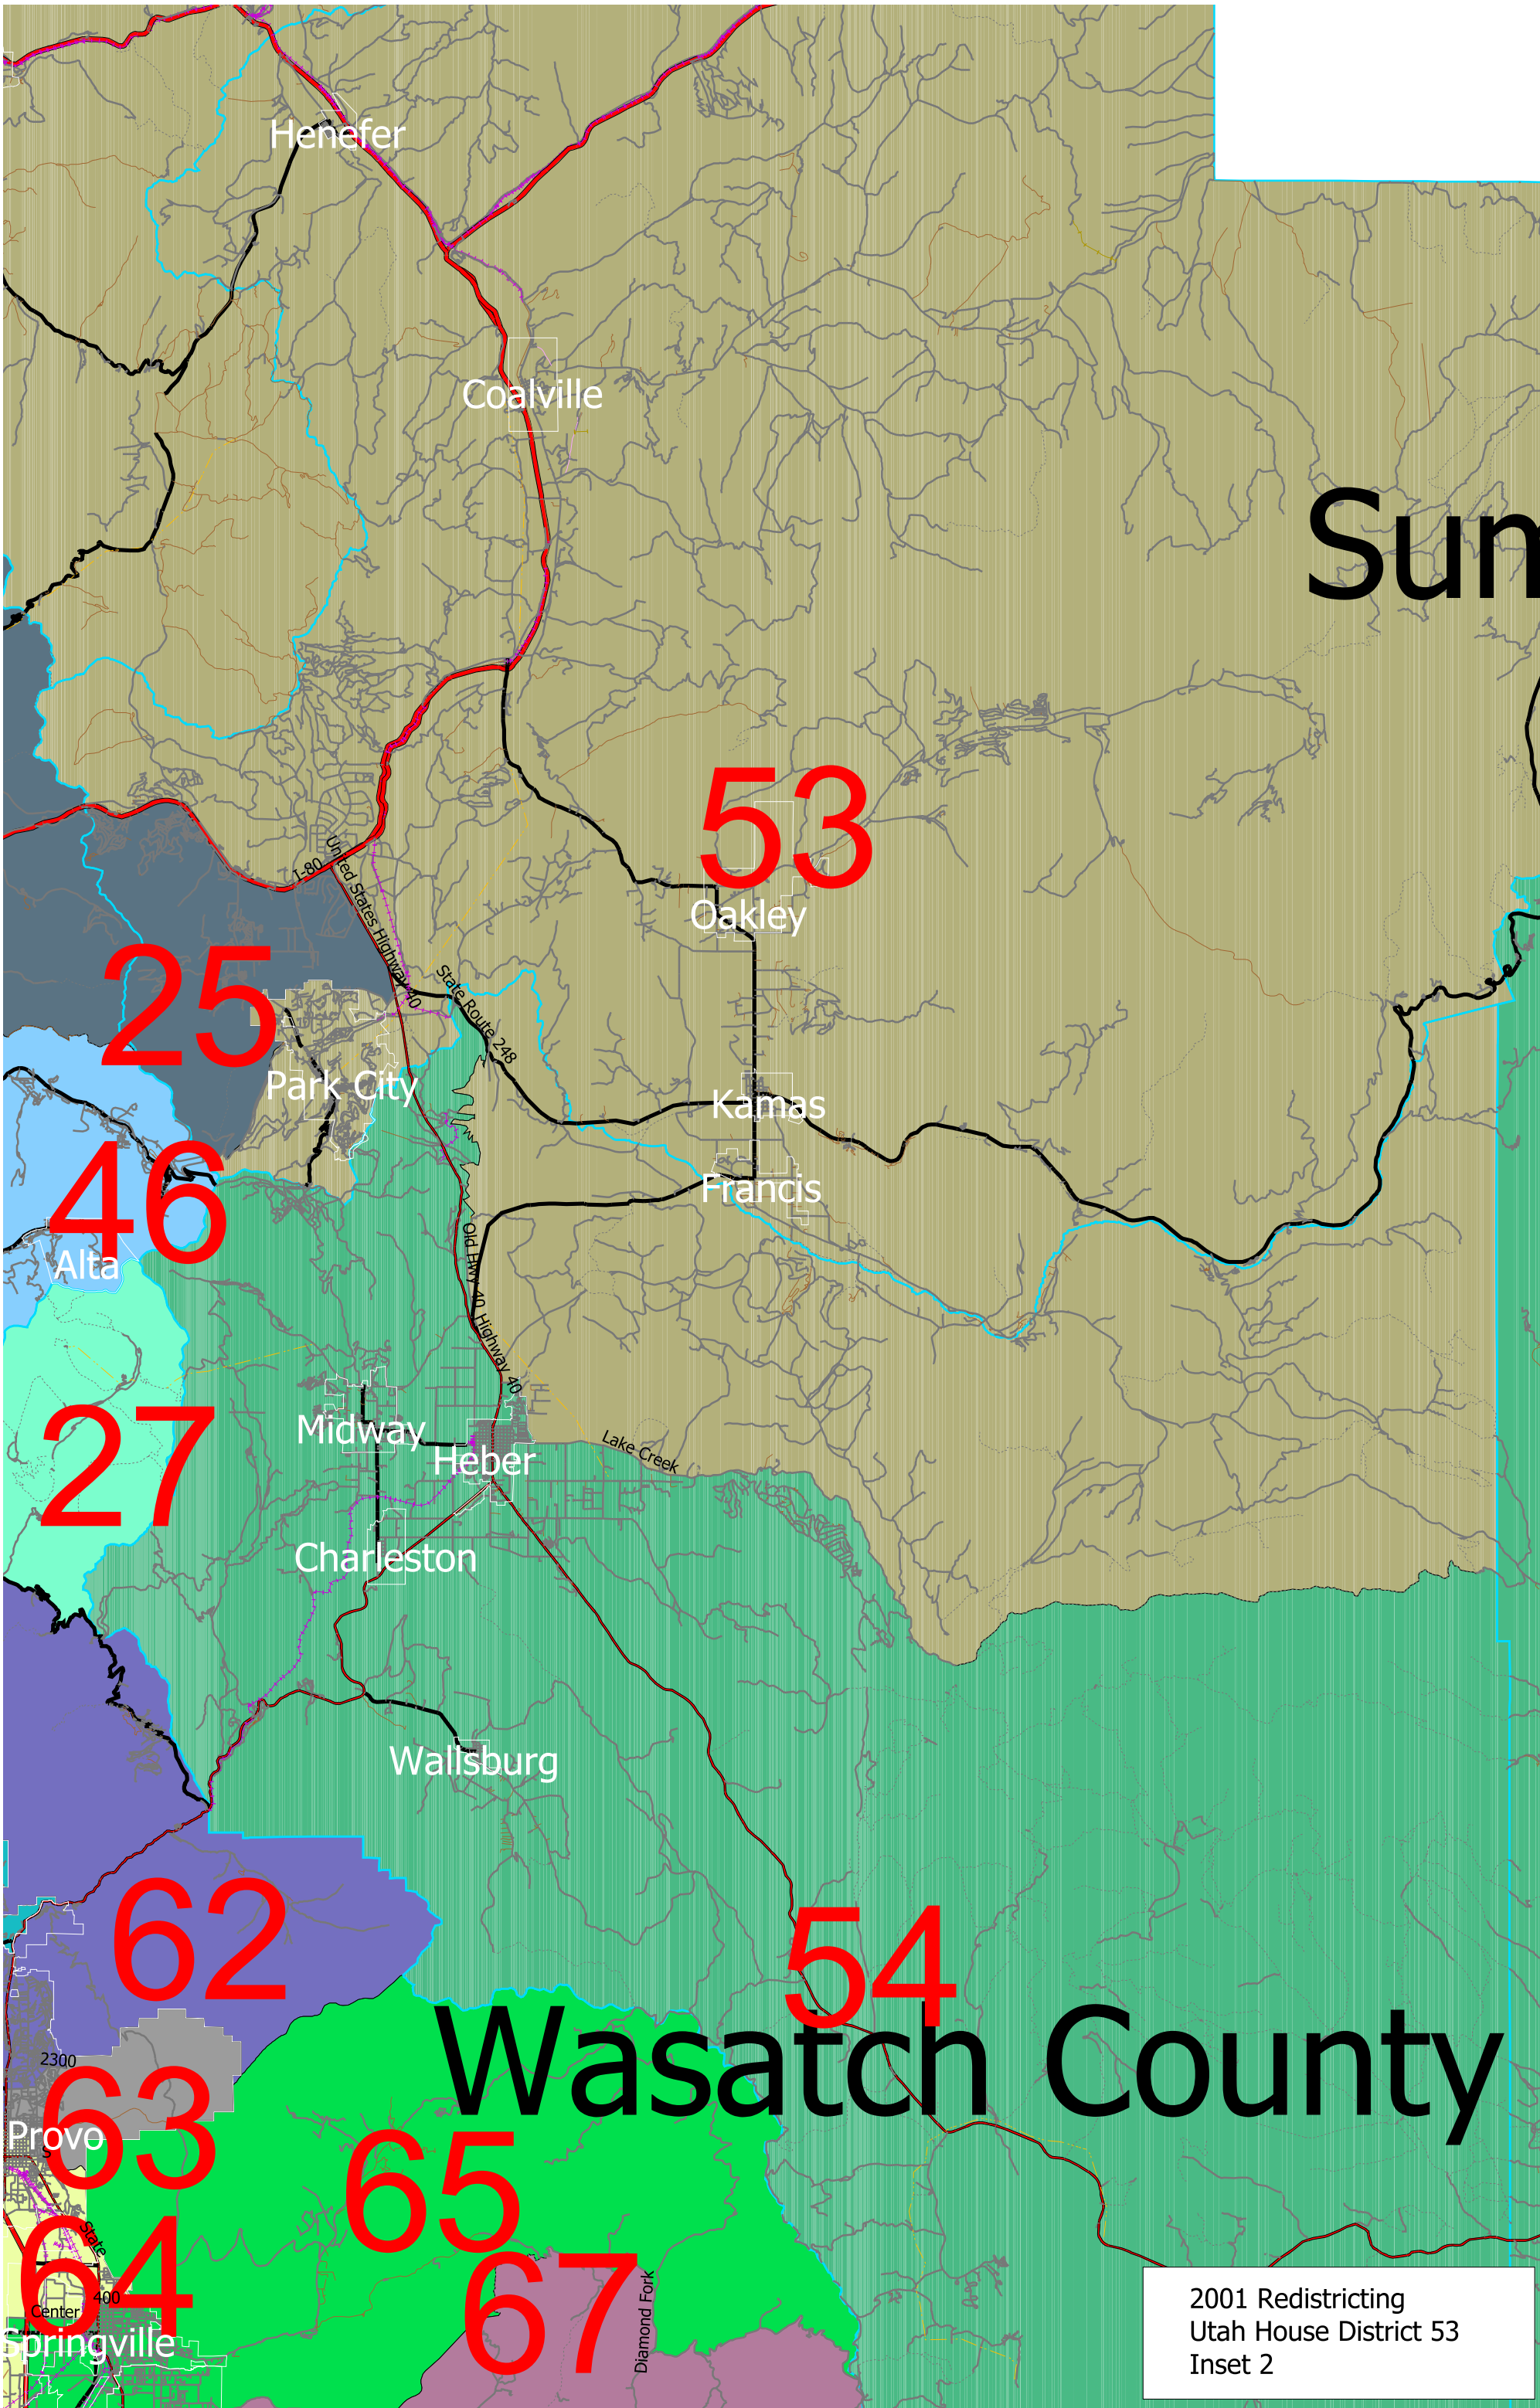 Henefer
Coalville
Sum
53
I-80
United States Highway 40
Oakley
25
State Route 248
Park City
Kamas
46
Francis
Alta
Old Hwy 40
Highway 40
27
Midway
Heber
Lake Creek
Charleston
Wallsburg
62
54
Wasatch County
2300
63
Provo
S
65
State
64
67
400
Center
Diamond Fork
Springville
2001 Redistricting
Utah House District 53
Inset 2